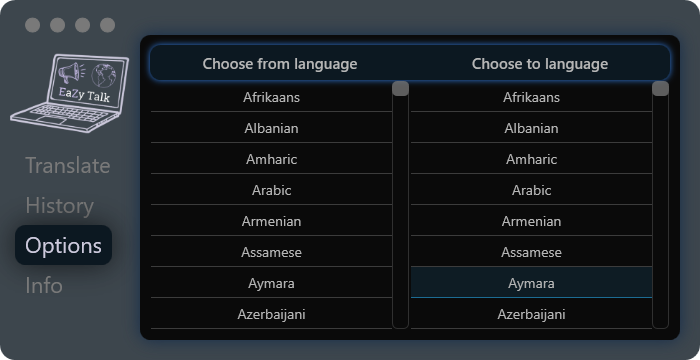 EaZy Talk
Translate
History
Options
Info
Choose from language
Choose to language
Afrikaans
Afrikaans
Albanian
Albanian
Amharic
Amharic
Arabic
Arabic
Armenian
Armenian
Assamese
Assamese
Aymara
Aymara
Azerbaijani
Azerbaijani